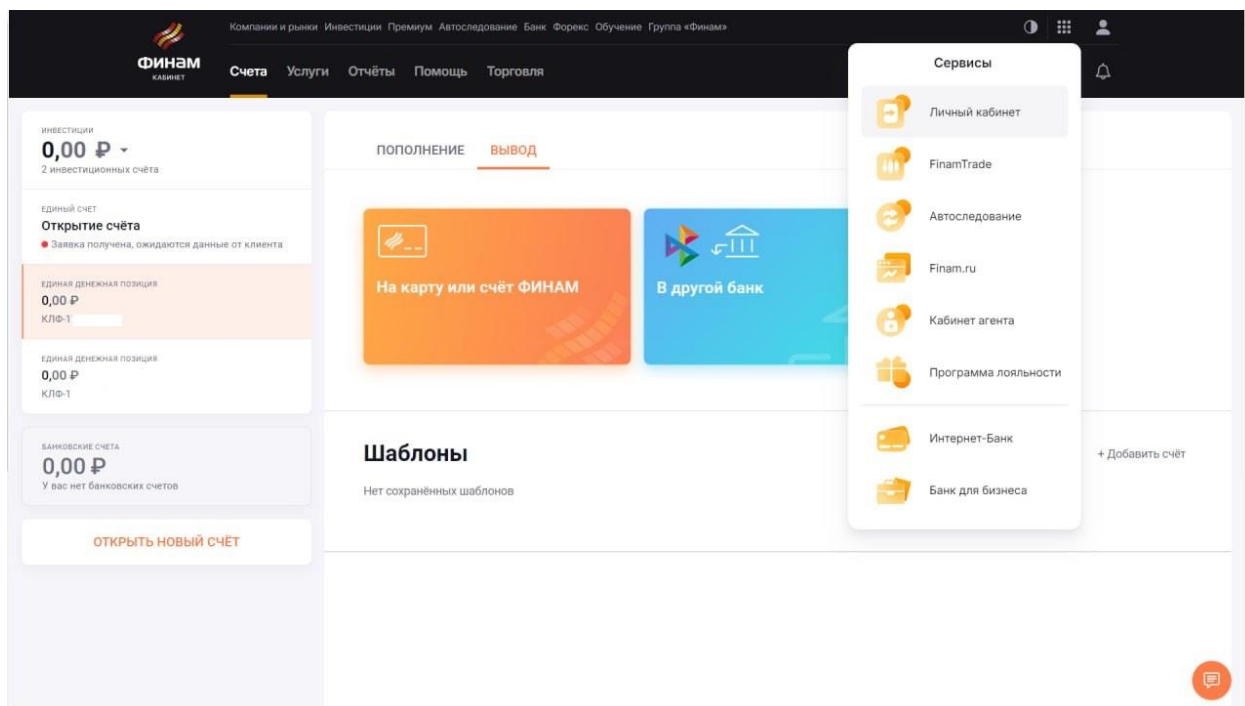 Компании и рынки Инвестиции Премиум Автоследование Банк Форекс Обучение Группа «Финам»
ФИНАМ
КАБИНЕТ
Счета Услуги Отчёты Помощь Торговля
ИНВЕСТИЦИИ
0,00 ₽
2 инвестиционных счёта
ЕДИНЫЙ СЧЕТ
Открытие счёта
Заявка получена, ожидаются данные от клиента
ЕДИНАЯ ДЕНЕЖНАЯ ПОЗИЦИЯ
0,00 ₽
КЛФ-1
ЕДИНАЯ ДЕНЕЖНАЯ ПОЗИЦИЯ
0,00 ₽
КЛФ-1
БАНКОВСКИЕ СЧЕТА
0,00 ₽
У вас нет банковских счетов
ОТКРЫТЬ НОВЫЙ СЧЁТ
ПОПОЛНЕНИЕ ВЫВОД
На карту или счёт ФИНАМ
В другой банк
Шаблоны
+ Добавить счёт
Нет сохранённых шаблонов
Сервисы
Личный кабинет
FinamTrade
Автоследование
Finam.ru
Кабинет агента
Программа лояльности
Интернет-Банк
Банк для бизнеса